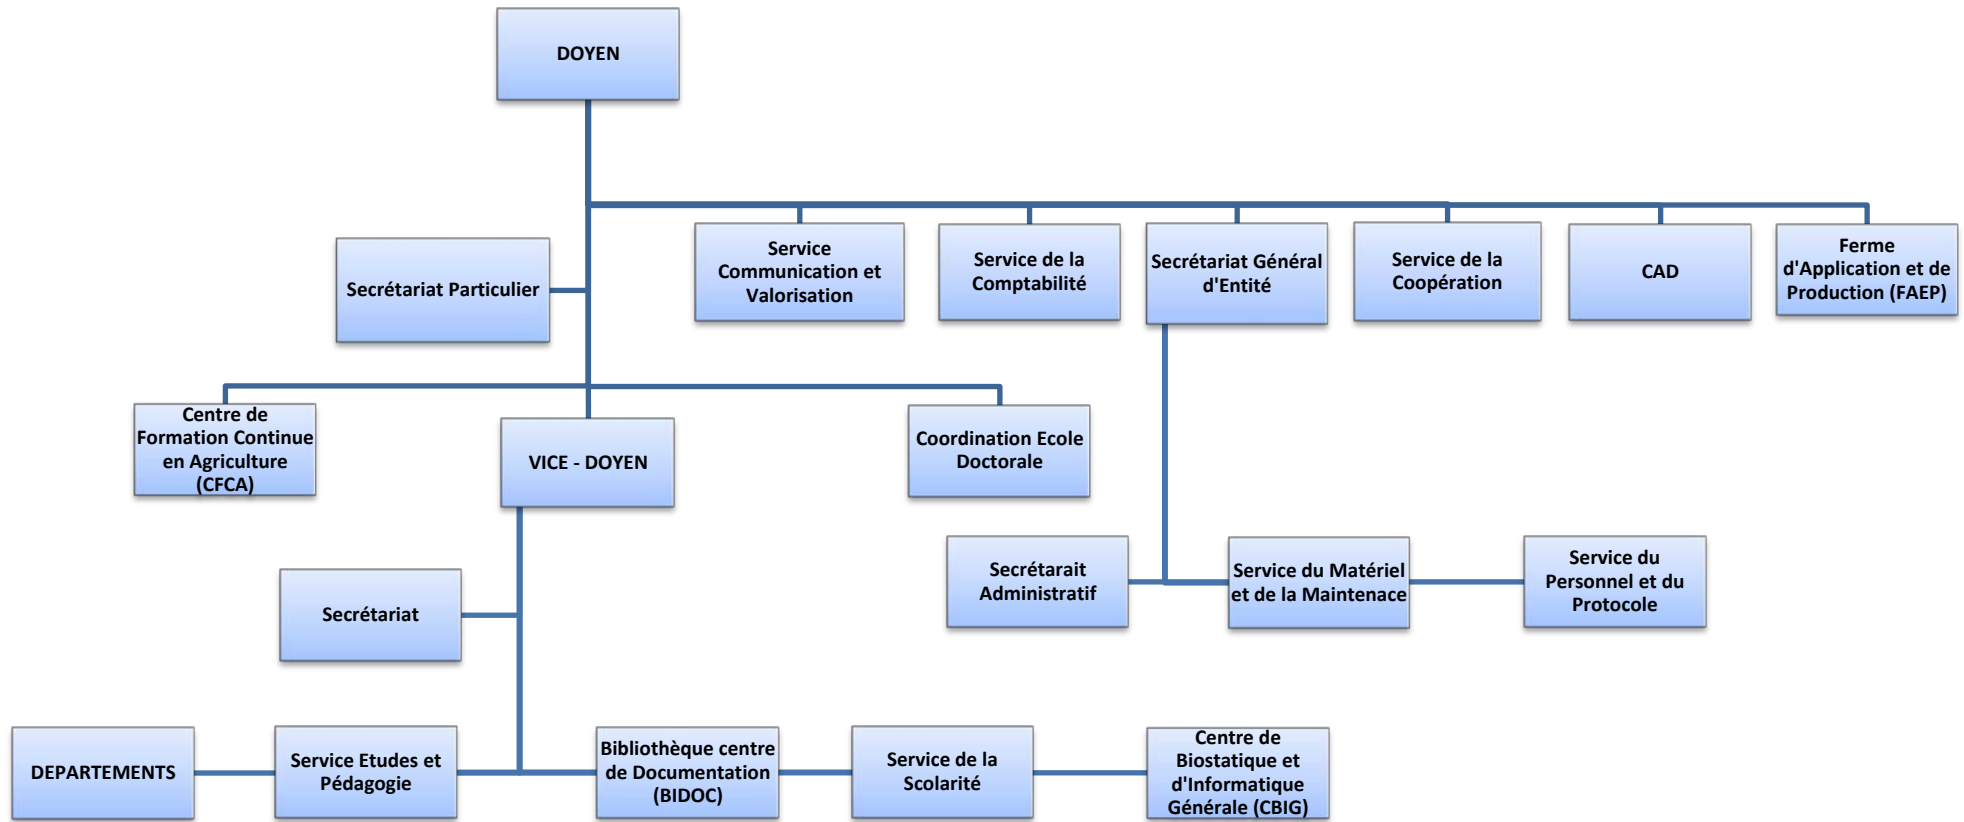 DOYEN
Secrétariat Particulier
Service
Communication et
Valorisation
Service de la
Comptabilité
Secrétariat Général
d'Entité
Service de la
Coopération
CAD
Ferme
d'Application et de
Production (FAEP)
Centre de
Formation Continue
en Agriculture
(CFCA)
VICE - DOYEN
Coordination Ecole
Doctorale
Secrétariat
Secrétarait
Administratif
Service du Matériel
et de la Maintenace
Service du
Personnel et du
Protocole
DEPARTEMENTS
Service Etudes et
Pédagogie
Bibliothèque centre
de Documentation
(BIDOC)
Service de la
Scolarité
Centre de
Biostatique et
d'Informatique
Générale (CBIG)